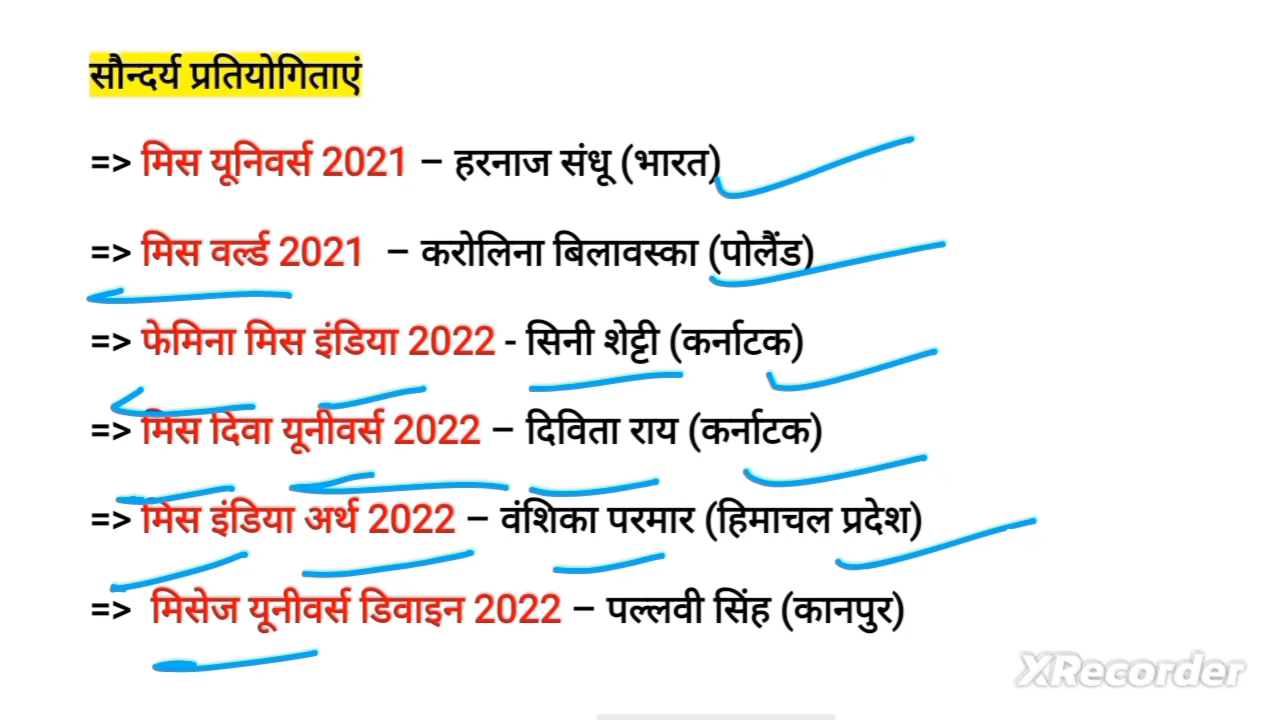 सौन्दर्य प्रतियोगिताएं
=> मिस यूनिवर्स 2021 – हरनाज संधू (भारत)
=> मिस वर्ल्ड 2021 – करोलिना बिलावस्का (पोलैंड)
=> फेमिना मिस इंडिया 2022 - सिनी शेट्टी (कर्नाटक)
=> मिस दिवा यूनीवर्स 2022 – दिविता राय (कर्नाटक)
=> मिस इंडिया अर्थ 2022 – वंशिका परमार (हिमाचल प्रदेश)
=> मिसेज यूनीवर्स डिवाइन 2022 – पल्लवी सिंह (कानपुर)
XRecorder